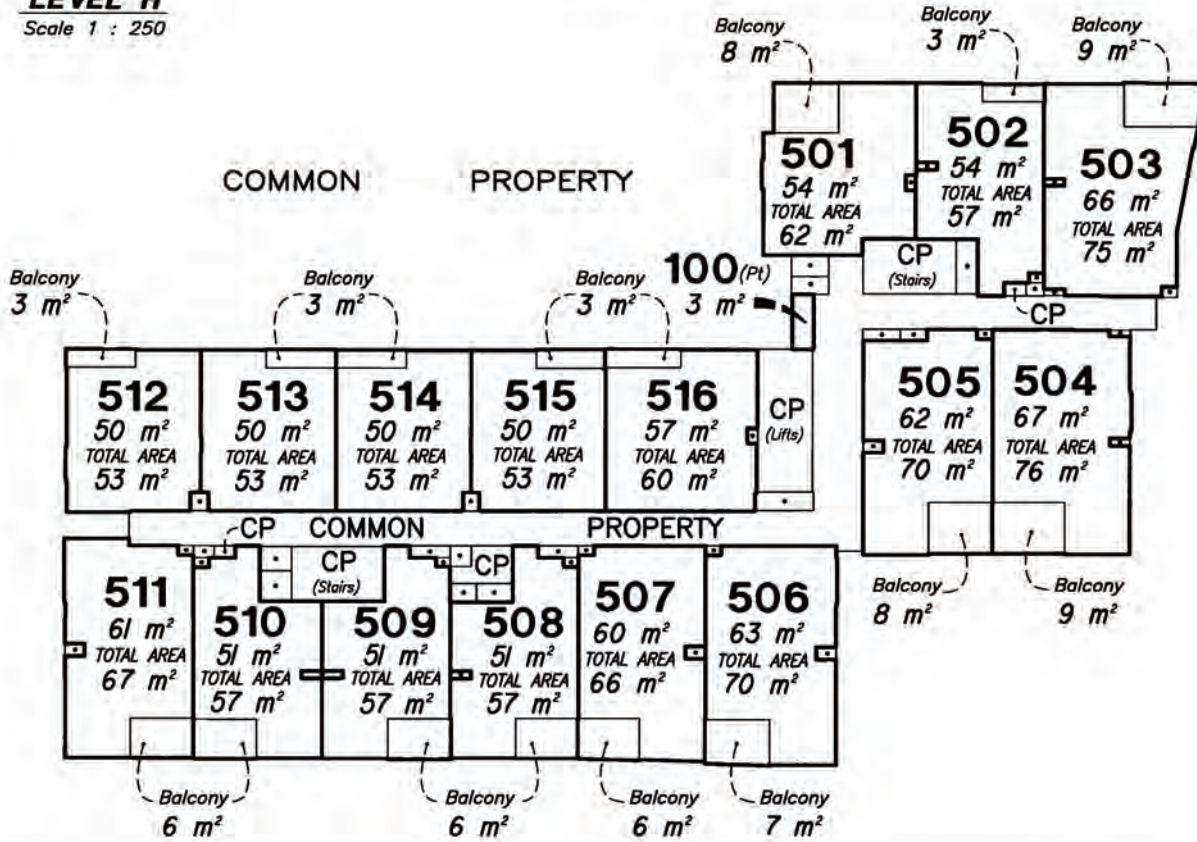 LEVEL H
Scale 1 : 250
Balcony
8 m²
Balcony
3 m²
Balcony
9 m²
501
54 m²
TOTAL AREA
62 m²
502
54 m²
TOTAL AREA
57 m²
503
66 m²
TOTAL AREA
75 m²
COMMON PROPERTY
CP
(Stairs)
CP
100 (Pt)
3 m²
Balcony
3 m²
Balcony
3 m²
Balcony
3 m²
512
50 m²
TOTAL AREA
53 m²
513
50 m²
TOTAL AREA
53 m²
514
50 m²
TOTAL AREA
53 m²
515
50 m²
TOTAL AREA
53 m²
516
57 m²
TOTAL AREA
60 m²
CP
(Lifts)
505
62 m²
TOTAL AREA
70 m²
504
67 m²
TOTAL AREA
76 m²
Balcony
8 m²
Balcony
9 m²
CP COMMON PROPERTY
CP
(Stairs)
CP
511
61 m²
TOTAL AREA
67 m²
510
51 m²
TOTAL AREA
57 m²
509
51 m²
TOTAL AREA
57 m²
508
51 m²
TOTAL AREA
57 m²
507
60 m²
TOTAL AREA
66 m²
506
63 m²
TOTAL AREA
70 m²
Balcony
6 m²
Balcony
6 m²
Balcony
6 m²
Balcony
7 m²